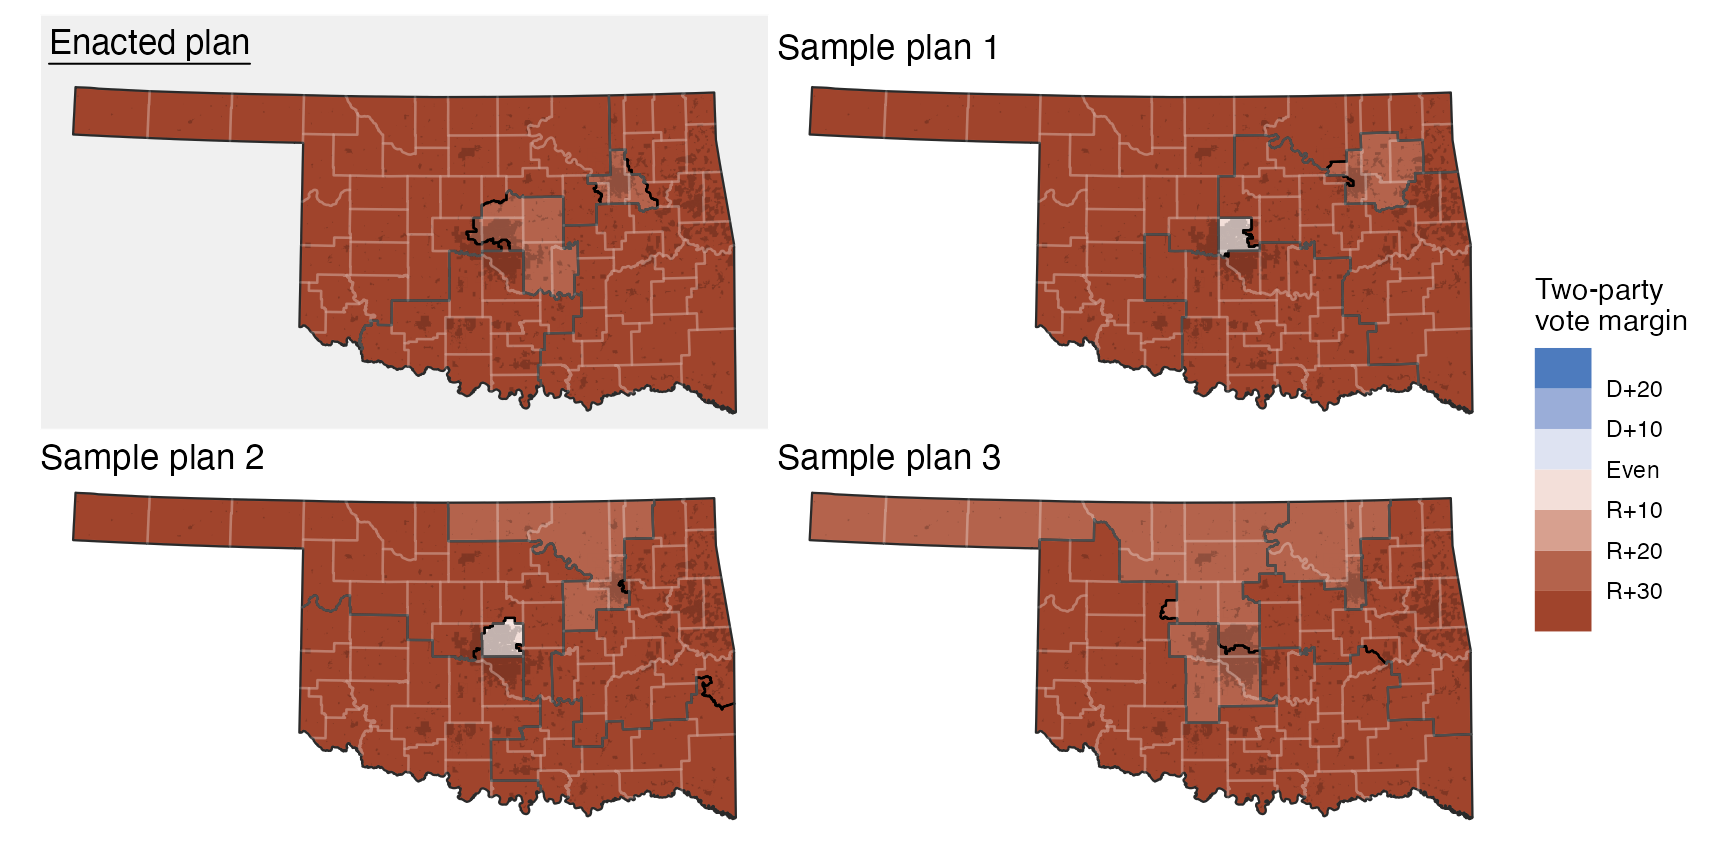 Enacted plan
Sample plan 1
Sample plan 2
Sample plan 3
Two-party
vote margin
D+20
D+10
Even
R+10
R+20
R+30